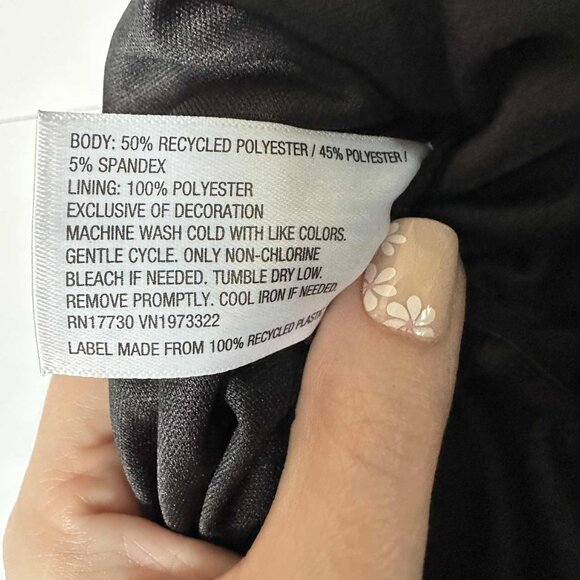 BODY: 50% RECYCLED POLYESTER / 45% POLYESTER /
5% SPANDEX
LINING: 100% POLYESTER
EXCLUSIVE OF DECORATION
MACHINE WASH COLD WITH LIKE COLORS.
GENTLE CYCLE. ONLY NON-CHLORINE
BLEACH IF NEEDED. TUMBLE DRY LOW.
REMOVE PROMPTLY. COOL IRON IF NEEDED.
RN17730 VN1973322
LABEL MADE FROM 100% RECYCLED PLASTIC